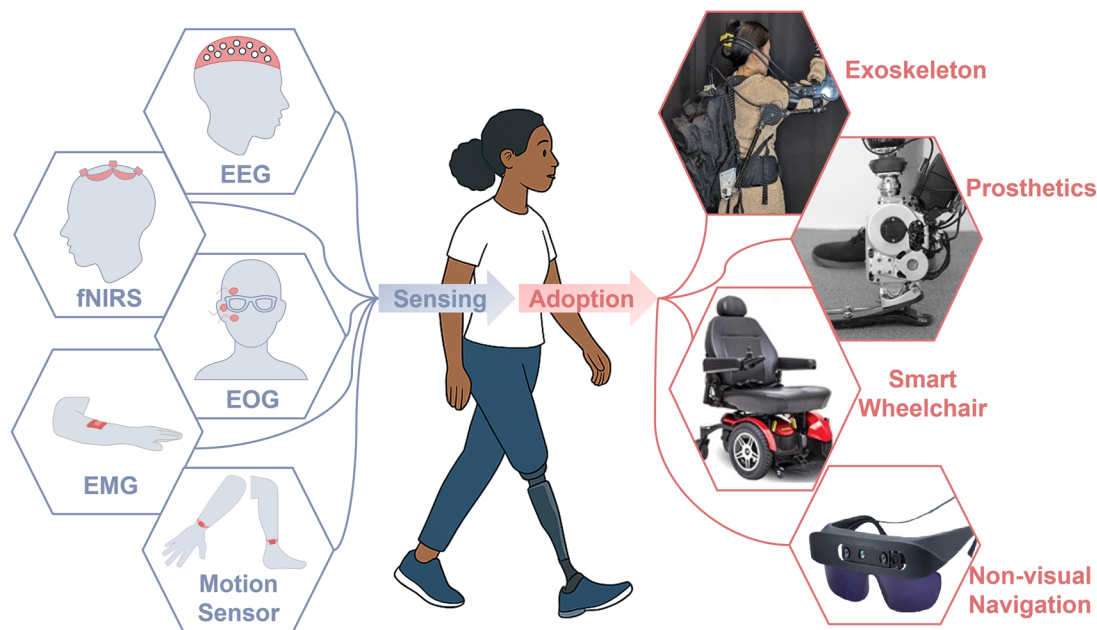 EEG
fNIRS
EOG
EMG
Motion
Sensor
Sensing
Adoption
Exoskeleton
Prosthetics
Smart
Wheelchair
Non-visual
Navigation